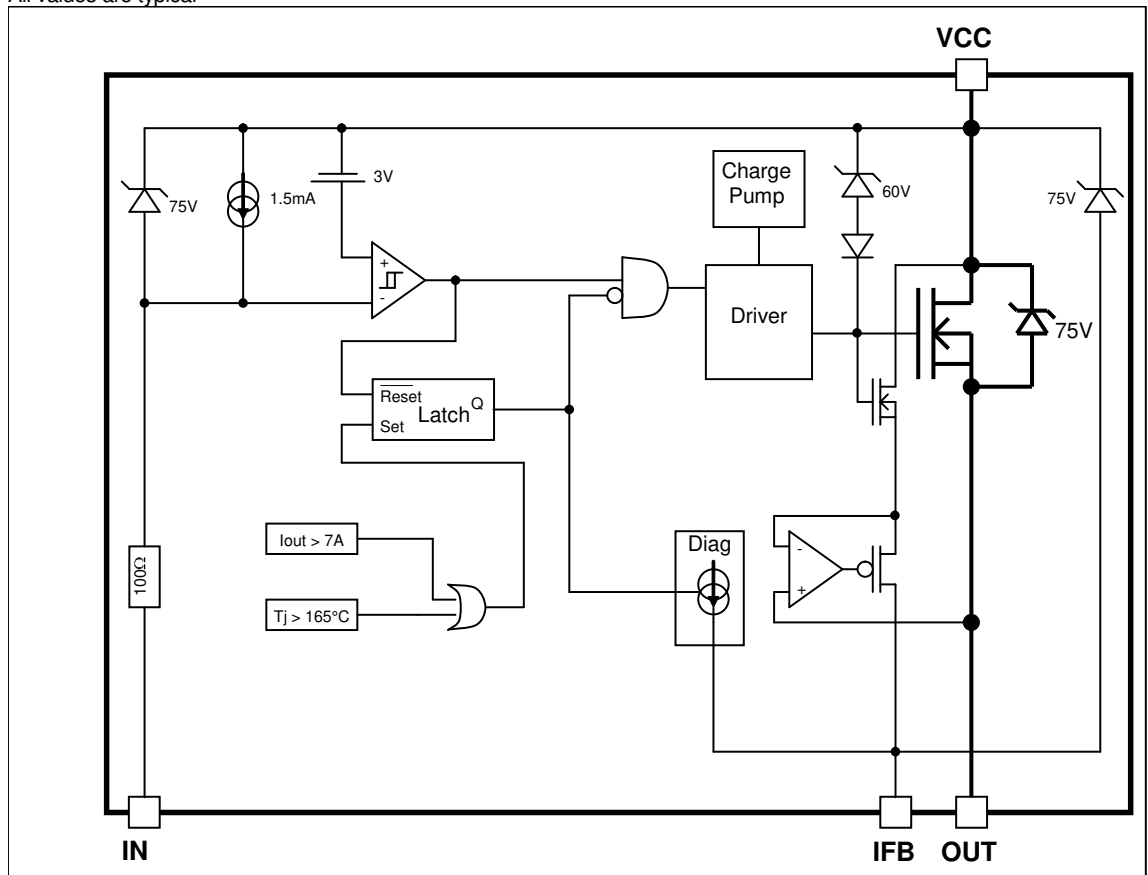 All values are typical
VCC
3V
75V
1.5mA
Charge
Pump
60V
75V
+
-
Driver
75V
Reset
Latch
Q
Set
Iout > 7A
Diag
-
+
100Ω
Tj > 165°C
IN
IFB
OUT